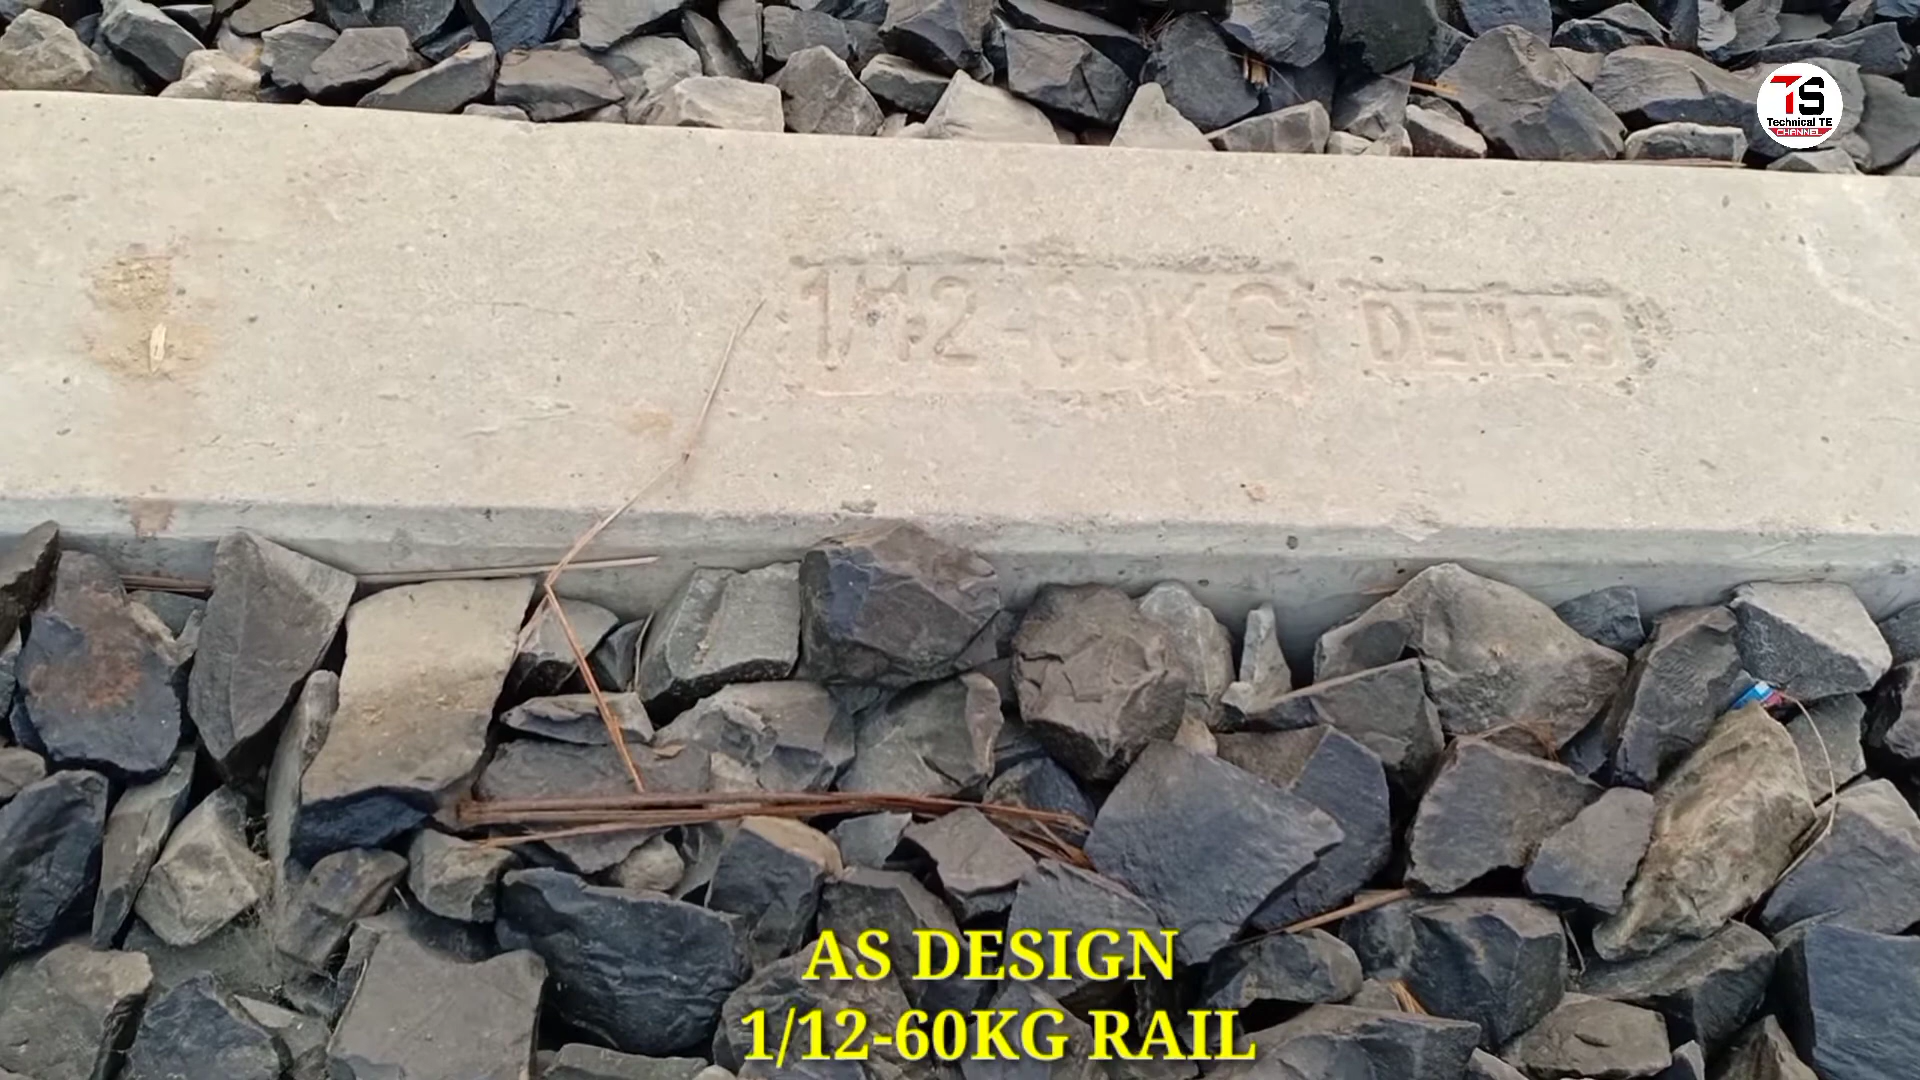 TS
Technical TE
CHANNEL
1/12-60KG
AS DESIGN
1/12-60KG RAIL